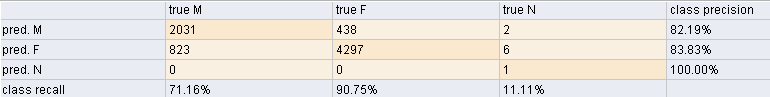 true M true F true N class precision
pred. M 2031 438 2 82.19%
pred. F 823 4297 6 83.83%
pred. N 0 0 1 100.00%
class recall 71.16% 90.75% 11.11%